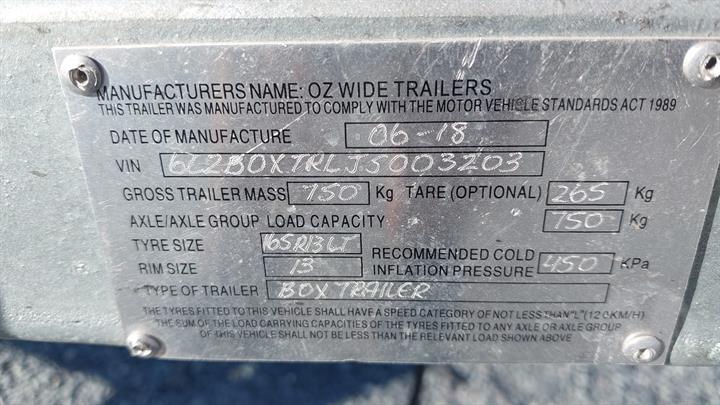 MANUFACTURERS NAME: OZ WIDE TRAILERS
THIS TRAILER WAS MANUFACTURED TO COMPLY WITH THE MOTOR VEHICLE STANDARDS ACT 1989
DATE OF MANUFACTURE 06-18
VIN 6L2BOXTRLJS003203
GROSS TRAILER MASS 750 Kg TARE (OPTIONAL) 265 Kg
AXLE/AXLE GROUP LOAD CAPACITY 750 Kg
TYRE SIZE 165R13LT
RIM SIZE 13
RECOMMENDED COLD
INFLATION PRESSURE 450 KPa
TYPE OF TRAILER BOX TRAILER
THE TYRES FITTED TO THIS VEHICLE SHALL HAVE A SPEED CATEGORY OF NOT LESS THAN "L" (120KM/H)
THE SUM OF THE LOAD CARRYING CAPACITIES OF THE TYRES FITTED TO ANY AXLE OR AXLE GROUP
OF THIS VEHICLE SHALL NOT BE LESS THAN THE RELEVANT LOAD SHOWN ABOVE